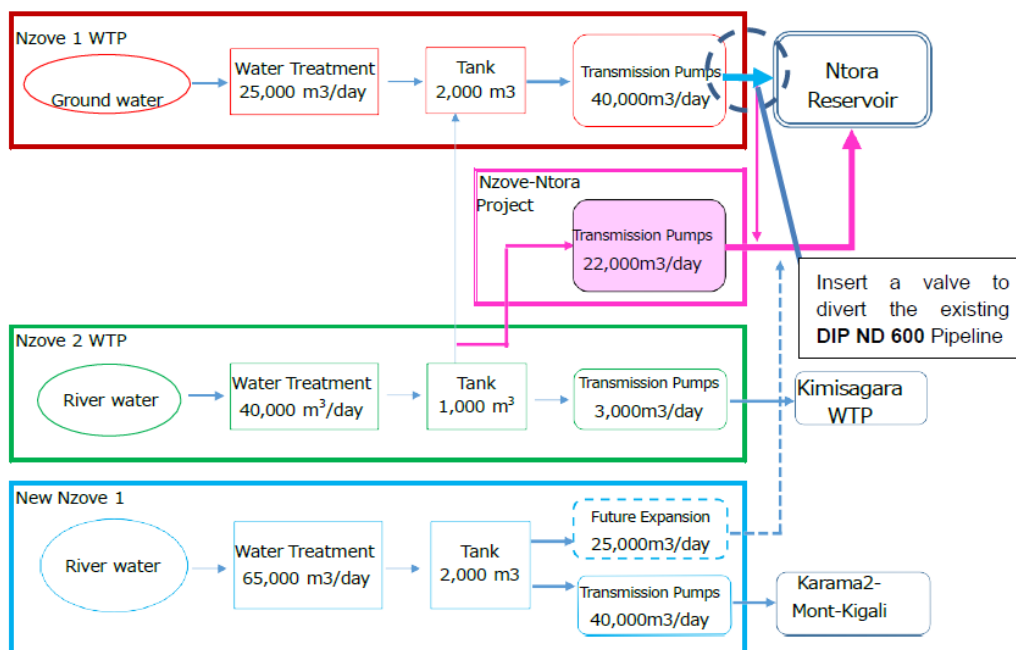 Nzove 1 WTP
Ground water
Water Treatment
25,000 m3/day
Tank
2,000 m3
Transmission Pumps
40,000m3/day
Ntora
Reservoir
Nzove-Ntora
Project
Transmission Pumps
22,000m3/day
Insert a valve to
divert the existing
DIP ND 600 Pipeline
Nzove 2 WTP
River water
Water Treatment
40,000 m³/day
Tank
1,000 m³
Transmission Pumps
3,000m3/day
Kimisagara
WTP
New Nzove 1
River water
Water Treatment
65,000 m3/day
Tank
2,000 m3
Future Expansion
25,000m3/day
Transmission Pumps
40,000m3/day
Karama2-
Mont-Kigali